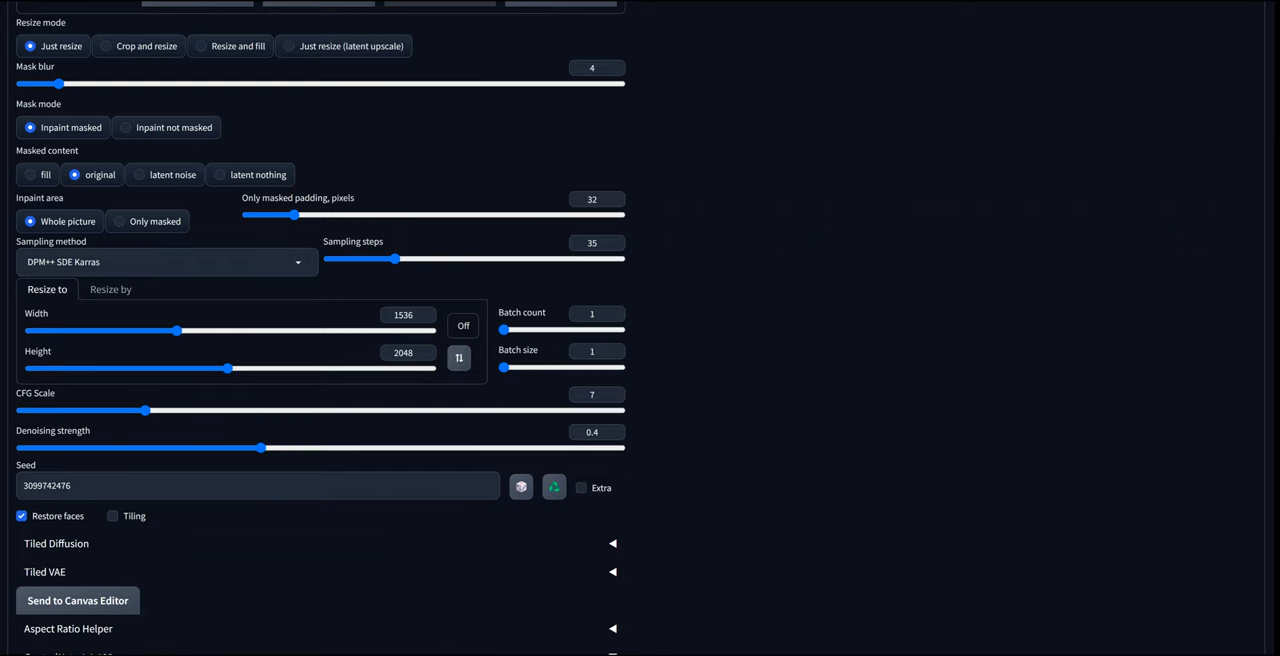 Resize mode
Just resize Crop and resize Resize and fill Just resize (latent upscale)
Mask blur 4
Mask mode
Inpaint masked Inpaint not masked
Masked content
fill original latent noise latent nothing
Inpaint area Only masked padding, pixels 32
Whole picture Only masked
Sampling method Sampling steps 35
DPM++ SDE Karras
Resize to Resize by
Width 1536 Off Batch count 1
Height 2048 Batch size 1
CFG Scale 7
Denoising strength 0.4
Seed
3099742476 Extra
Restore faces Tiling
Tiled Diffusion
Tiled VAE
Send to Canvas Editor
Aspect Ratio Helper